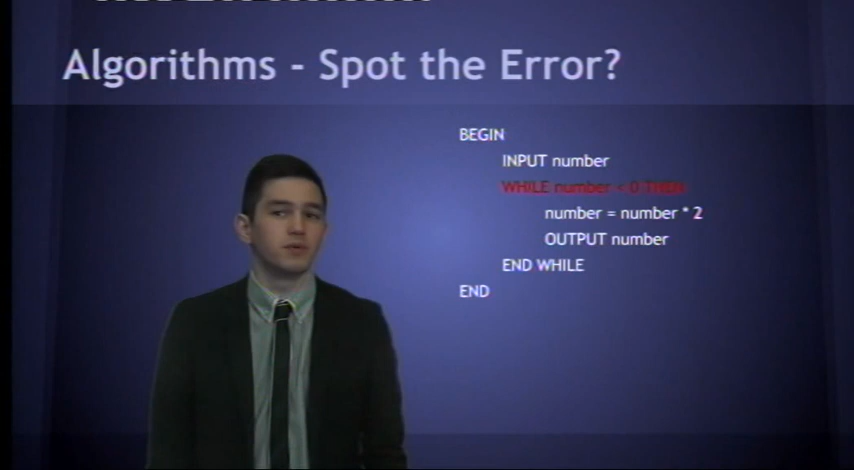 Algorithms - Spot the Error?
BEGIN
INPUT number
WHILE number < 0 THEN
number = number * 2
OUTPUT number
END WHILE
END